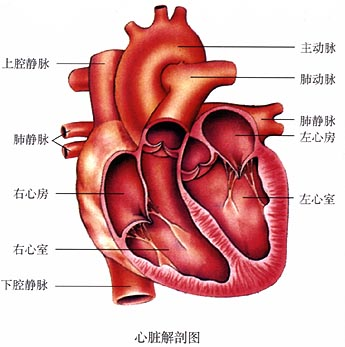 主动脉
上腔静脉
肺动脉
肺静脉
左心房
肺静脉
右心房
左心室
右心室
下腔静脉
心脏解剖图